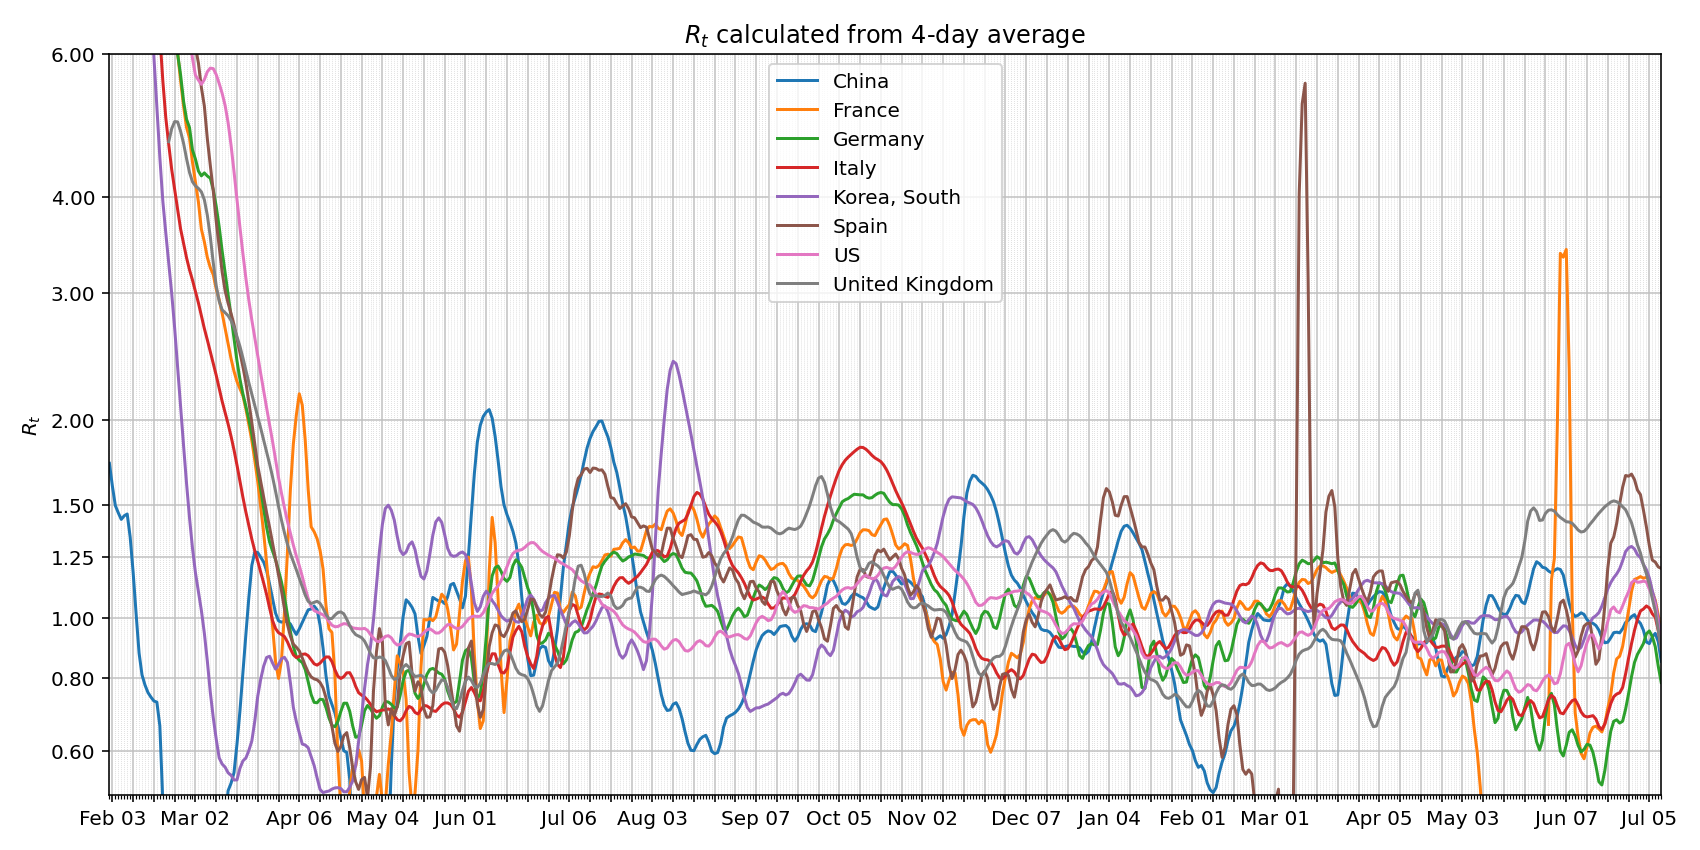 Rt calculated from 4-day average
Rt
6.00
4.00
3.00
2.00
1.50
1.25
1.00
0.80
0.60
China
France
Germany
Italy
Korea, South
Spain
US
United Kingdom
Feb 03 Mar 02 Apr 06 May 04 Jun 01 Jul 06 Aug 03 Sep 07 Oct 05 Nov 02 Dec 07 Jan 04 Feb 01 Mar 01 Apr 05 May 03 Jun 07 Jul 05